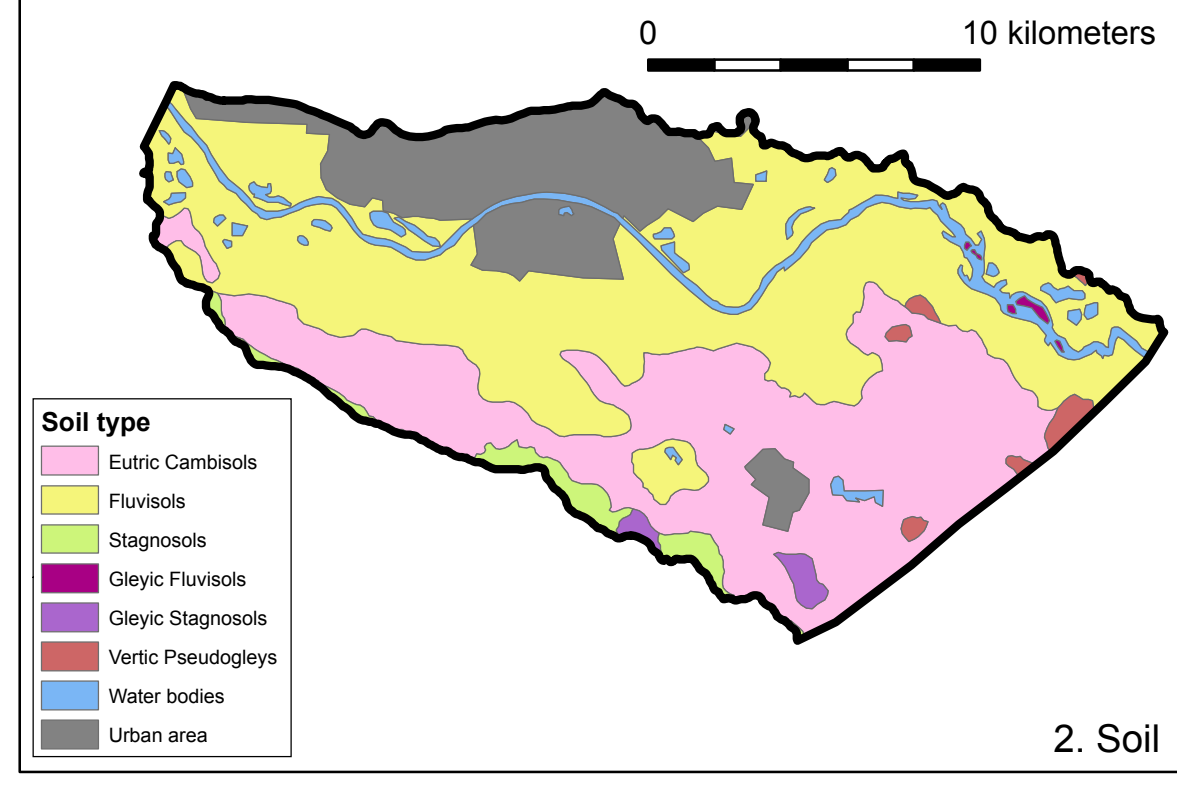 0 10 kilometers
Soil type
Eutric Cambisols
Fluvisols
Stagnosols
Gleyic Fluvisols
Gleyic Stagnosols
Vertic Pseudogleys
Water bodies
Urban area
2. Soil